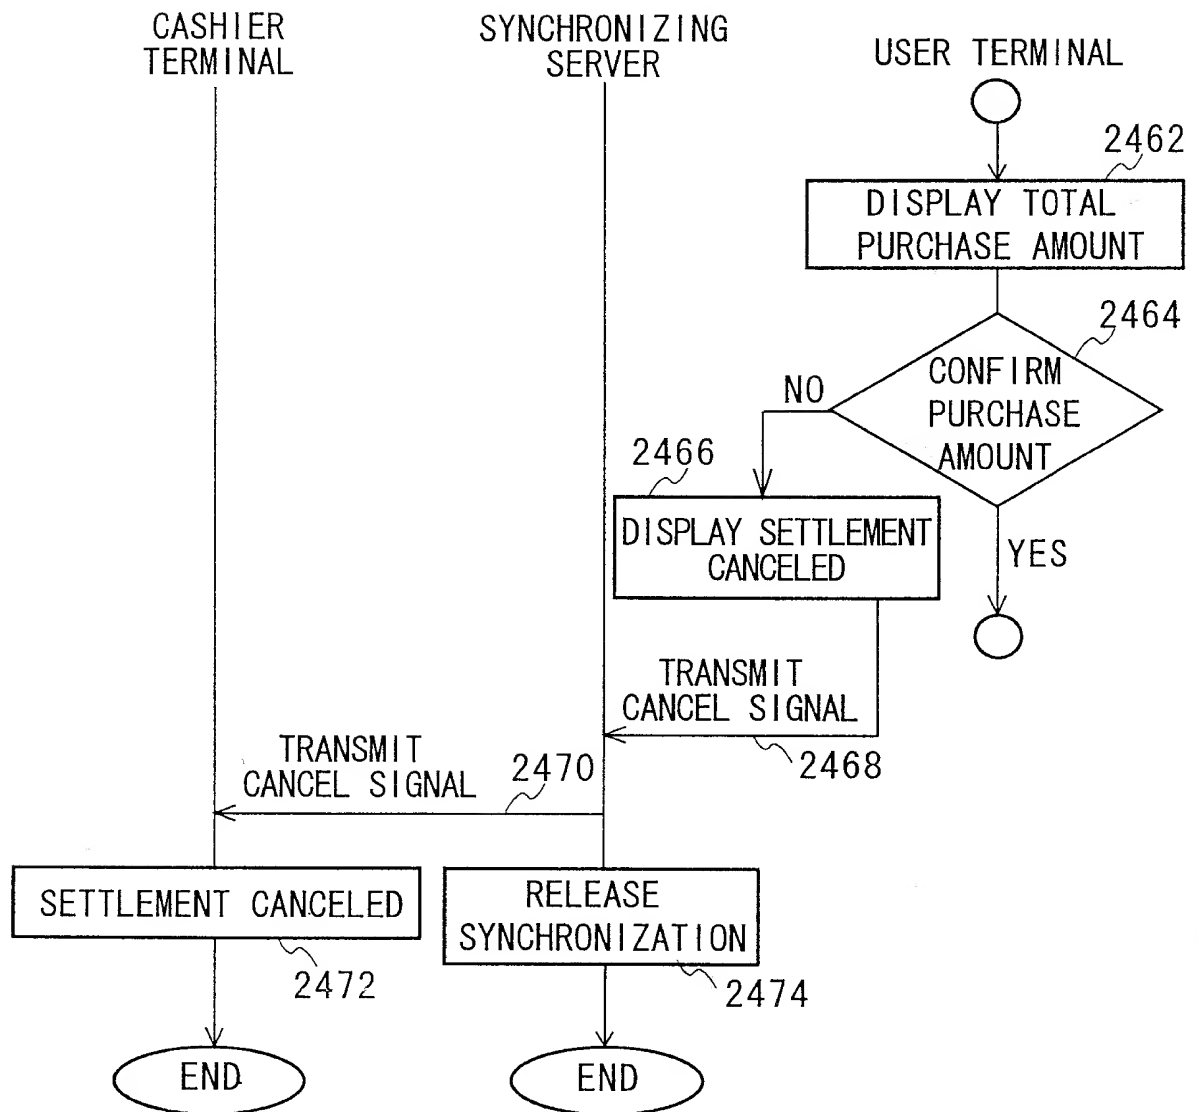 CASHIER
TERMINAL
SYNCHRONIZING
SERVER
USER TERMINAL
2462
DISPLAY TOTAL
PURCHASE AMOUNT
2464
CONFIRM
PURCHASE
AMOUNT
NO
2466
DISPLAY SETTLEMENT
CANCELED
YES
TRANSMIT
CANCEL SIGNAL
2468
TRANSMIT
CANCEL SIGNAL
2470
SETTLEMENT CANCELED
2472
RELEASE
SYNCHRONIZATION
2474
END
END